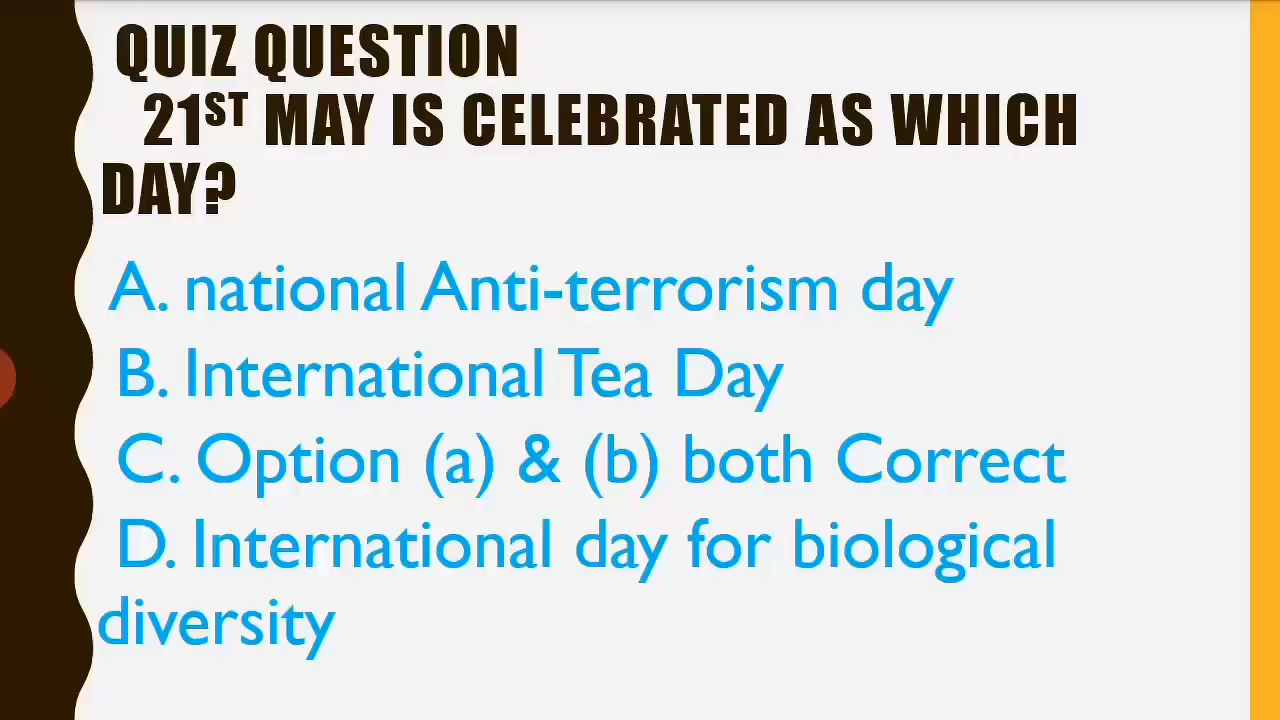 QUIZ QUESTION
21ST MAY IS CELEBRATED AS WHICH
DAY?
A. national Anti-terrorism day
B. International Tea Day
C. Option (a) & (b) both Correct
D. International day for biological
diversity